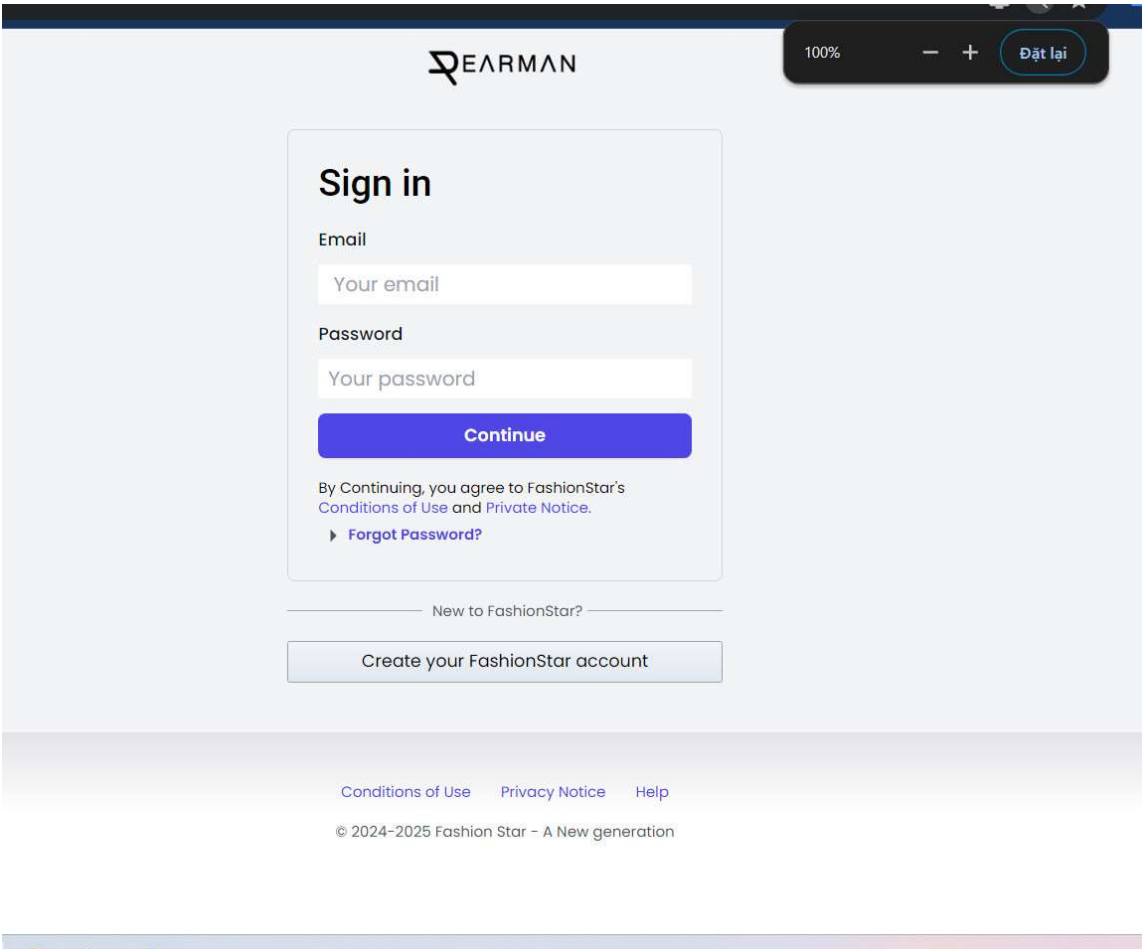 REARMAN
100% − + Đặt lại
Sign in
Email
Your email
Password
Your password
Continue
By Continuing, you agree to FashionStar's
Conditions of Use and Private Notice.
Forgot Password?
New to FashionStar?
Create your FashionStar account
Conditions of Use Privacy Notice Help
© 2024-2025 Fashion Star - A New generation